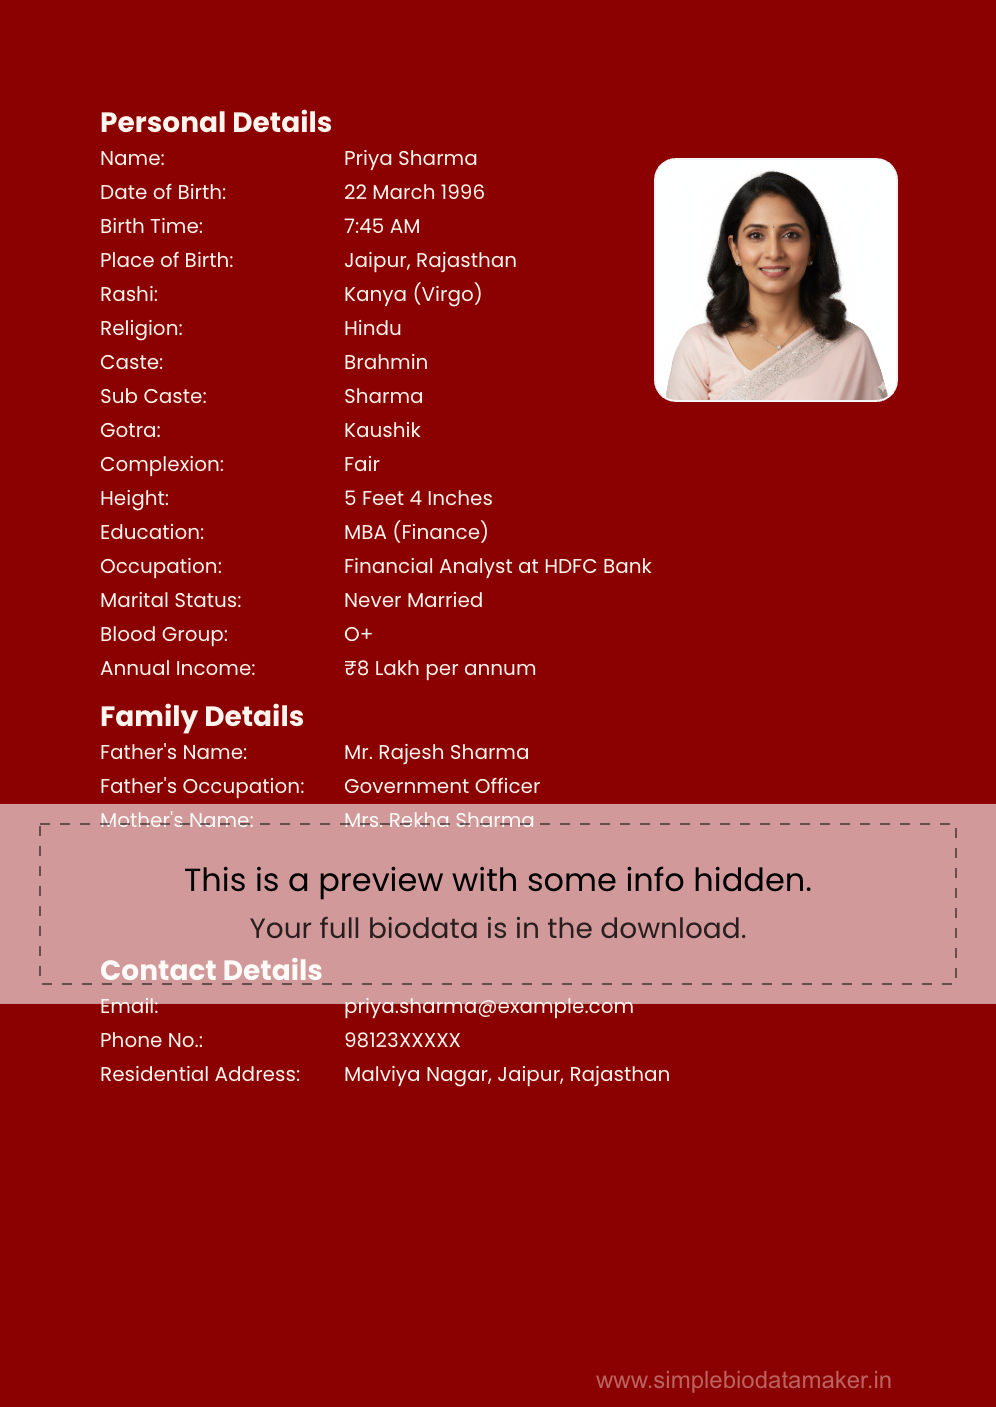 Personal Details
Name: Priya Sharma
Date of Birth: 22 March 1996
Birth Time: 7:45 AM
Place of Birth: Jaipur, Rajasthan
Rashi: Kanya (Virgo)
Religion: Hindu
Caste: Brahmin
Sub Caste: Sharma
Gotra: Kaushik
Complexion: Fair
Height: 5 Feet 4 Inches
Education: MBA (Finance)
Occupation: Financial Analyst at HDFC Bank
Marital Status: Never Married
Blood Group: O+
Annual Income: ₹8 Lakh per annum
Family Details
Father's Name: Mr. Rajesh Sharma
Father's Occupation: Government Officer
Mother's Name: Mrs. Rekha Sharma
This is a preview with some info hidden.
Your full biodata is in the download.
Contact Details
Email: priya.sharma@example.com
Phone No.: 98123XXXXX
Residential Address: Malviya Nagar, Jaipur, Rajasthan
www.simplebiodatamaker.in